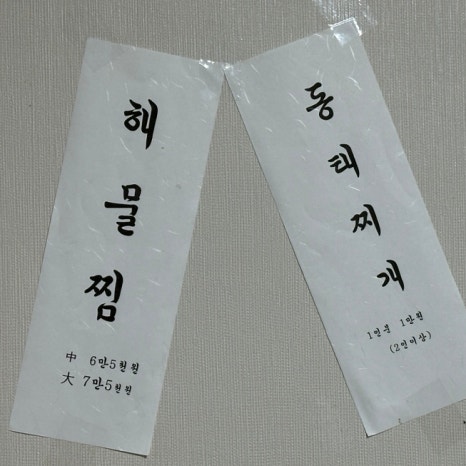 해물찜
中 6만5천원
大 7만5천원
동태찌개
1인분 1만원
(2인이상)